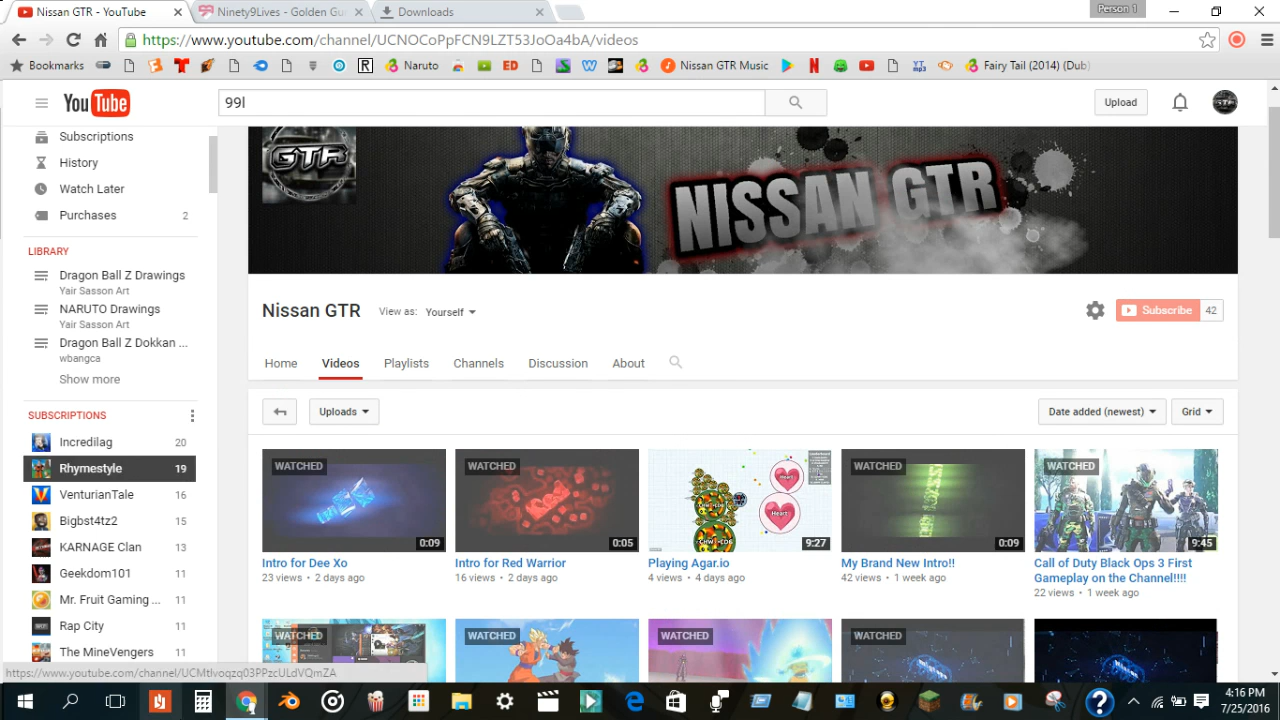 Nissan GTR - YouTube
Ninety9Lives - Golden Gu
Downloads
Person 1
https://www.youtube.com/channel/UCNOCoPpFCN9LZT53JoOa4bA/videos
Bookmarks
Naruto
ED
Nissan GTR Music
YT mp3
Fairy Tail (2014) (Dub)
YouTube
99l
Upload
Subscriptions
History
Watch Later
Purchases 2
LIBRARY
Dragon Ball Z Drawings
Yair Sasson Art
NARUTO Drawings
Yair Sasson Art
Dragon Ball Z Dokkan ...
wbangca
Show more
SUBSCRIPTIONS
Incredilag 20
Rhymestyle 19
VenturianTale 16
Bigbst4tz2 15
KARNAGE Clan 13
Geekdom101 11
Mr. Fruit Gaming ... 11
Rap City 11
The MineVengers 11
https://www.youtube.com/channel/UCMtlvoqzq03PPzcULdVQmZA
GTR
NISSAN GTR
Nissan GTR
View as: Yourself
Subscribe 42
Home Videos Playlists Channels Discussion About
Uploads
Date added (newest)
Grid
WATCHED
0:09
Intro for Dee Xo
23 views • 2 days ago
WATCHED
0:05
Intro for Red Warrior
16 views • 2 days ago
Heart
Heart
9:27
Playing Agar.io
4 views • 4 days ago
WATCHED
0:09
My Brand New Intro!!
42 views • 1 week ago
WATCHED
9:45
Call of Duty Black Ops 3 First
Gameplay on the Channel!!!!
22 views • 1 week ago
WATCHED
WATCHED
WATCHED
WATCHED
WATCHED
4:16 PM
7/25/2016